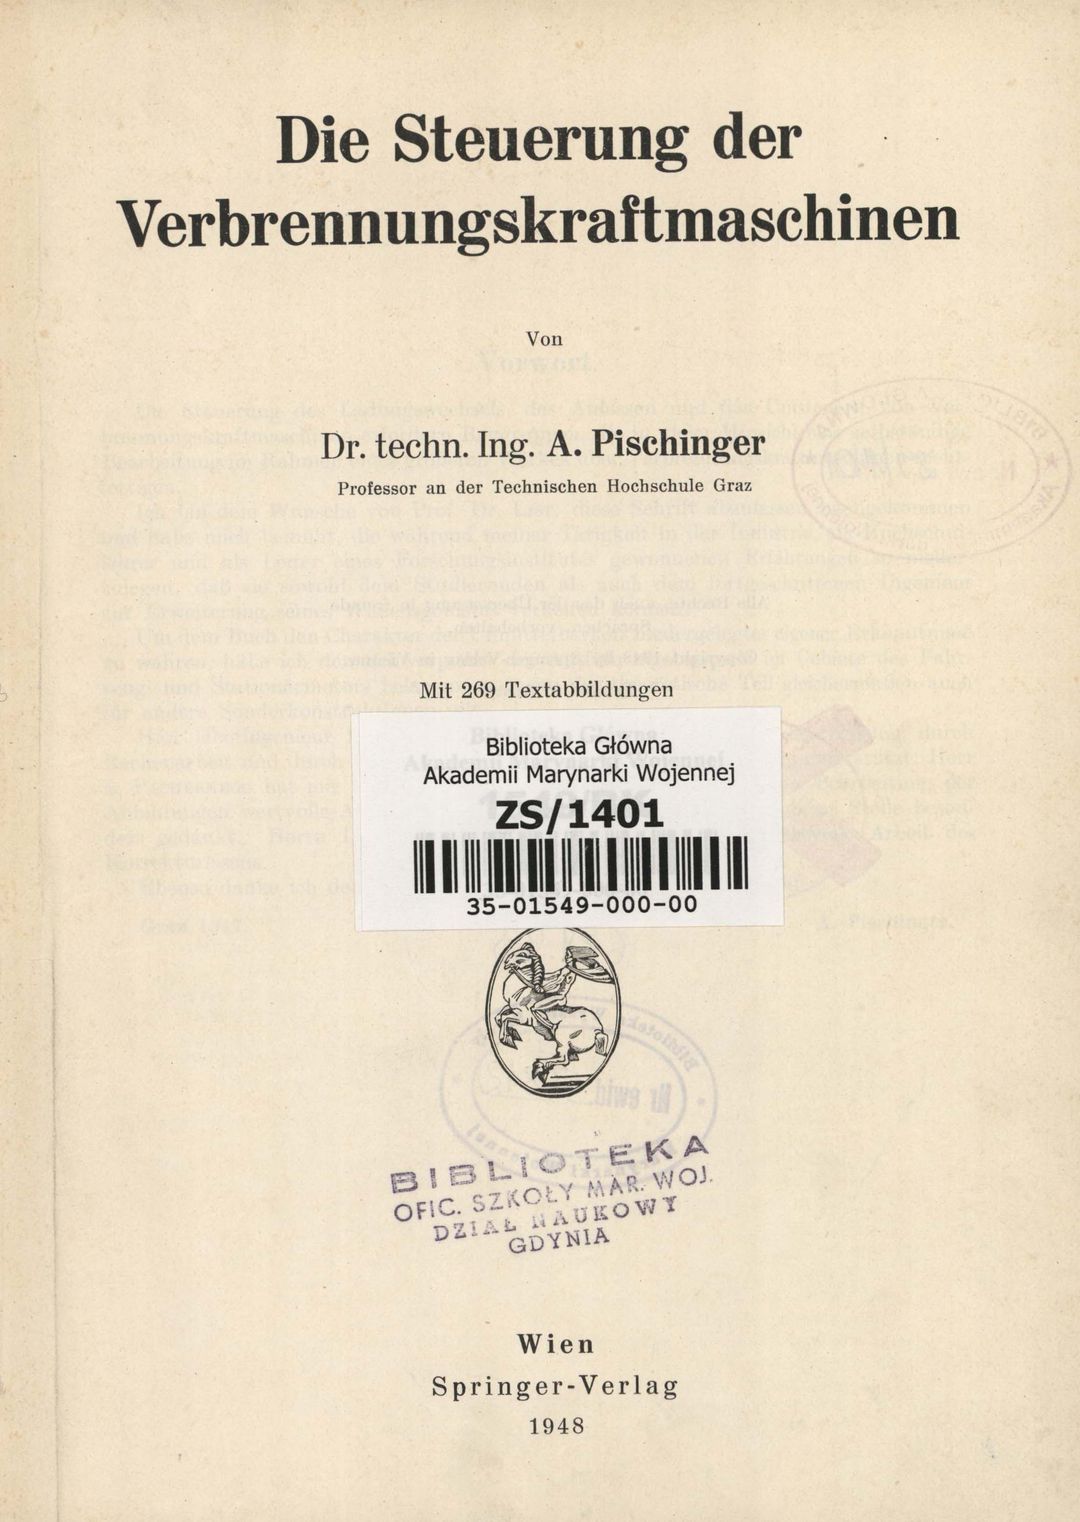 Die Steuerung der
Verbrennungskraftmaschinen
Von
Dr. techn. Ing. A. Pischinger
Professor an der Technischen Hochschule Graz
Mit 269 Textabbildungen
Biblioteka Główna
Akademii Marynarki Wojennej
ZS/1401
35-01549-000-00
BIBLIOTEKA
OFIC. SZKOŁY MAR. WOJ.
DZIAŁ NAUKOWY
GDYNIA
Wien
Springer-Verlag
1948